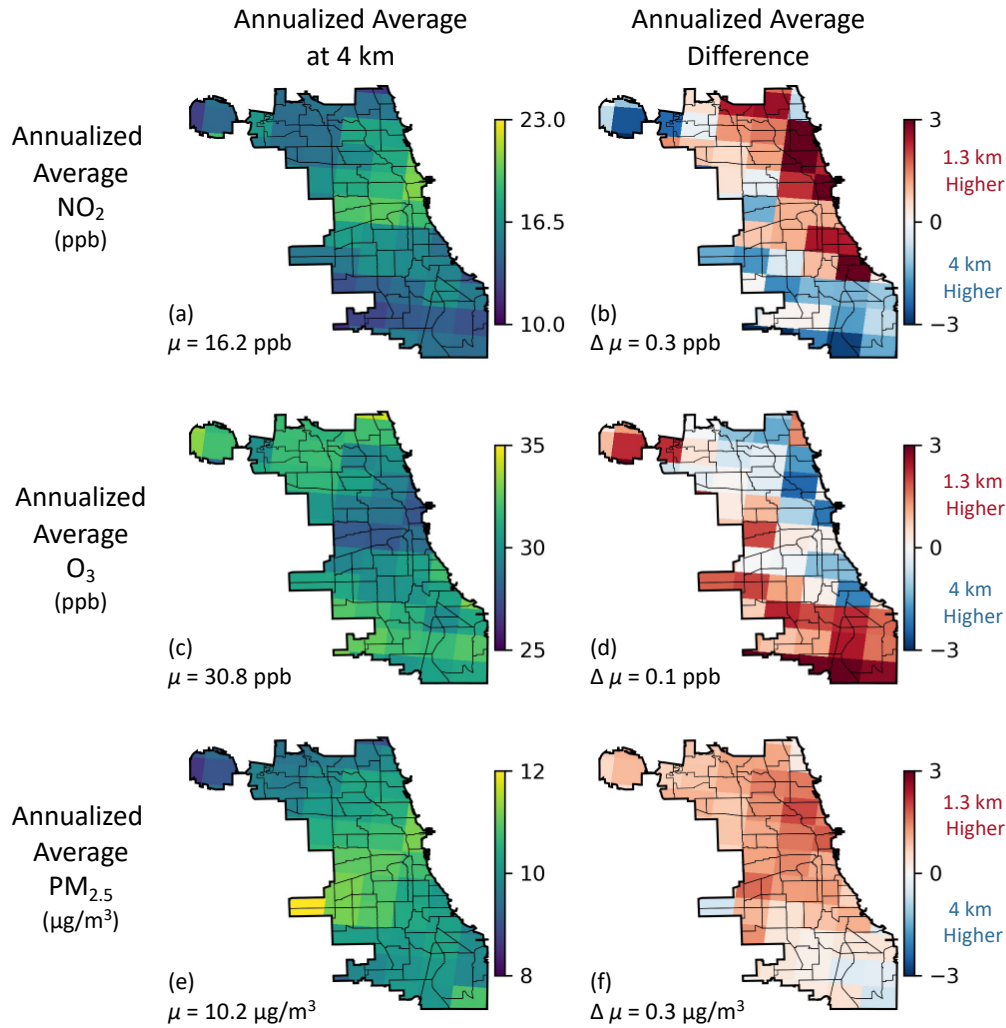 Annualized Average
at 4 km
Annualized Average
Difference
Annualized
Average
NO₂
(ppb)
23.0
16.5
10.0
(a)
μ = 16.2 ppb
3
0
−3
1.3 km
Higher
4 km
Higher
(b)
Δ μ = 0.3 ppb
Annualized
Average
O₃
(ppb)
35
30
25
(c)
μ = 30.8 ppb
3
0
−3
1.3 km
Higher
4 km
Higher
(d)
Δ μ = 0.1 ppb
Annualized
Average
PM₂.₅
(μg/m³)
12
10
8
(e)
μ = 10.2 μg/m³
3
0
−3
1.3 km
Higher
4 km
Higher
(f)
Δ μ = 0.3 μg/m³